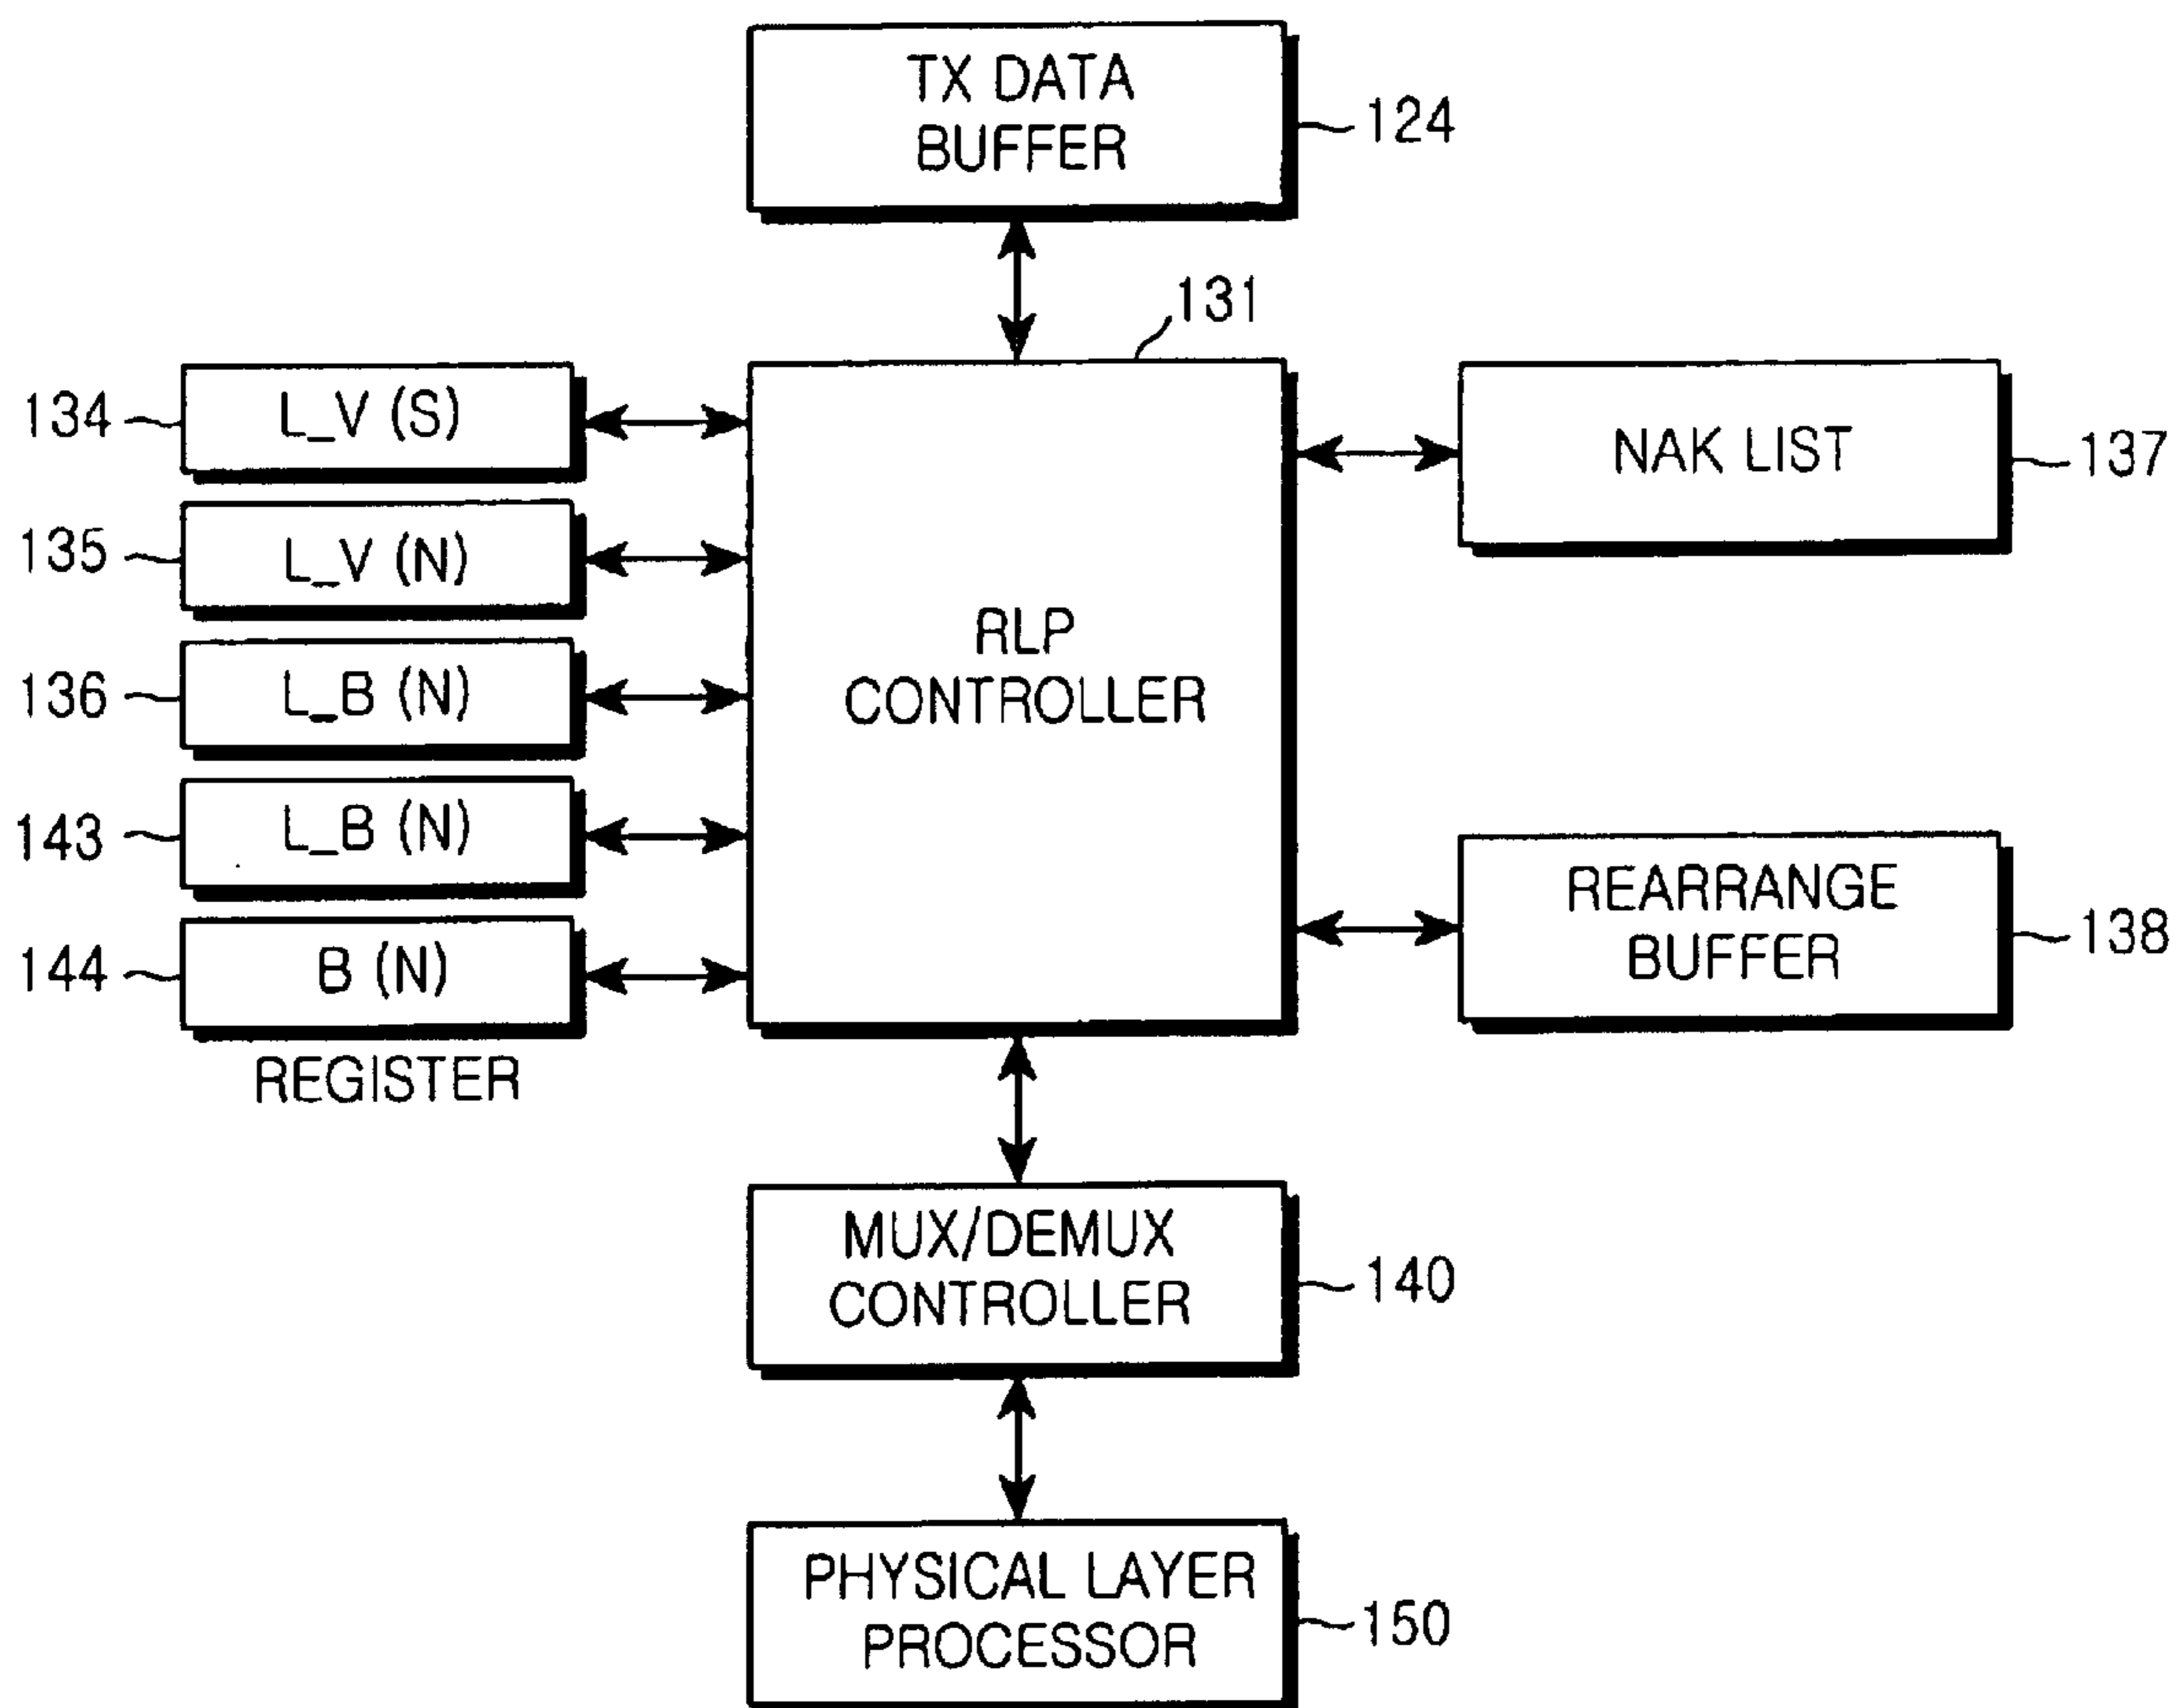 TX DATA
BUFFER
124
131
134
L_V (S)
135
L_V (N)
136
L_B (N)
143
L_B (N)
144
B (N)
REGISTER
RLP
CONTROLLER
NAK LIST
137
REARRANGE
BUFFER
138
MUX/DEMUX
CONTROLLER
140
PHYSICAL LAYER
PROCESSOR
150